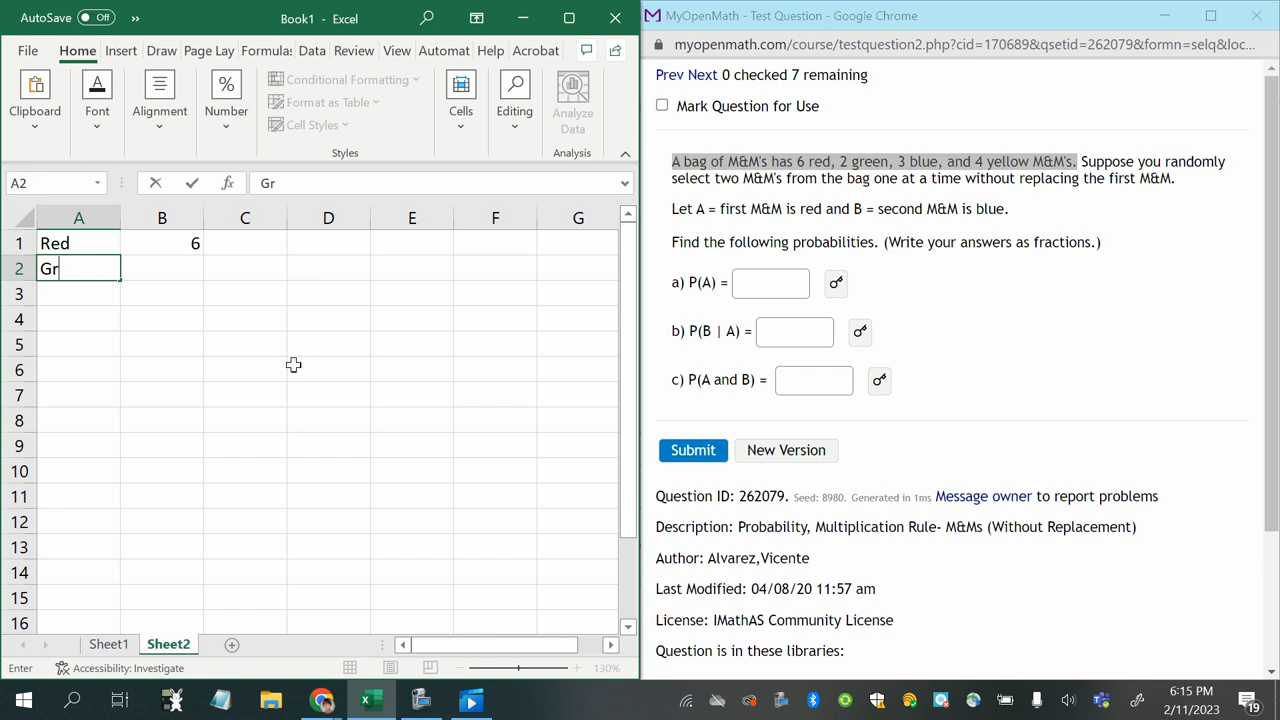 AutoSave Off
Book1 - Excel
File Home Insert Draw Page Lay Formulas Data Review View Automat Help Acrobat
Clipboard
Font
Alignment
Number
Conditional Formatting
Format as Table
Cell Styles
Styles
Cells
Editing
Analyze
Data
Analysis
A2
Gr
A B C D E F G
1 Red 6
2 Gr
3
4
5
6
7
8
9
10
11
12
13
14
15
16
Sheet1 Sheet2
Enter Accessibility: Investigate 130%
MyOpenMath - Test Question - Google Chrome
myopenmath.com/course/testquestion2.php?cid=170689&qsetid=262079&formn=selq&loc...
Prev Next 0 checked 7 remaining
Mark Question for Use
A bag of M&M's has 6 red, 2 green, 3 blue, and 4 yellow M&M's. Suppose you randomly
select two M&M's from the bag one at a time without replacing the first M&M.
Let A = first M&M is red and B = second M&M is blue.
Find the following probabilities. (Write your answers as fractions.)
a) P(A) =
b) P(B | A) =
c) P(A and B) =
Submit New Version
Question ID: 262079. Seed: 8980. Generated in 1ms Message owner to report problems
Description: Probability, Multiplication Rule- M&Ms (Without Replacement)
Author: Alvarez,Vicente
Last Modified: 04/08/20 11:57 am
License: IMathAS Community License
Question is in these libraries:
6:15 PM
2/11/2023
19